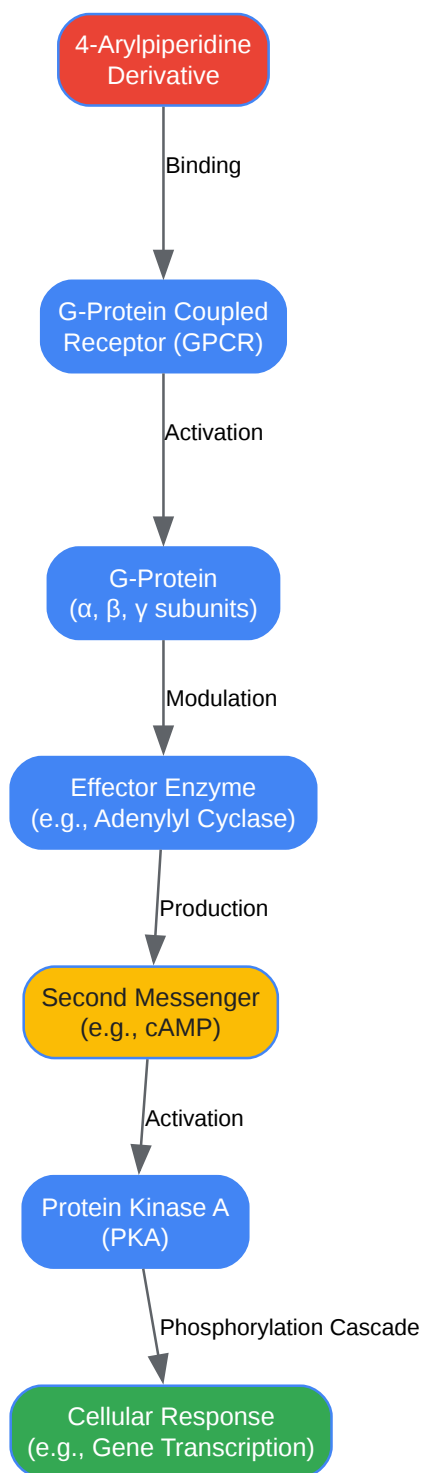 4-Arylpiperidine
Derivative
Binding
G-Protein Coupled
Receptor (GPCR)
Activation
G-Protein
(α, β, γ subunits)
Modulation
Effector Enzyme
(e.g., Adenylyl Cyclase)
Production
Second Messenger
(e.g., cAMP)
Activation
Protein Kinase A
(PKA)
Phosphorylation Cascade
Cellular Response
(e.g., Gene Transcription)